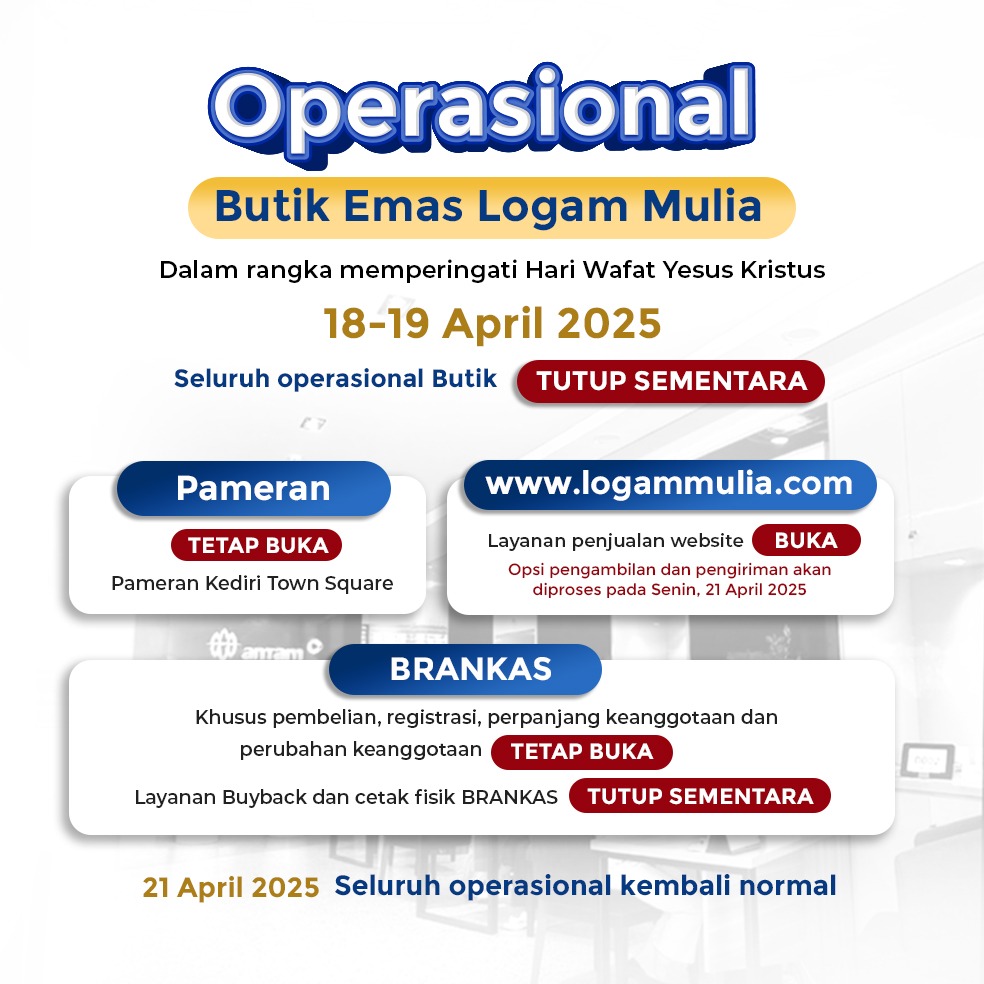 Operasional
Butik Emas Logam Mulia
Dalam rangka memperingati Hari Wafat Yesus Kristus
18-19 April 2025
Seluruh operasional Butik TUTUP SEMENTARA
Pameran
TETAP BUKA
Pameran Kediri Town Square
www.logammulia.com
Layanan penjualan website BUKA
Opsi pengambilan dan pengiriman akan
diproses pada Senin, 21 April 2025
antam
BRANKAS
Khusus pembelian, registrasi, perpanjang keanggotaan dan
perubahan keanggotaan TETAP BUKA
Layanan Buyback dan cetak fisik BRANKAS TUTUP SEMENTARA
21 April 2025 Seluruh operasional kembali normal